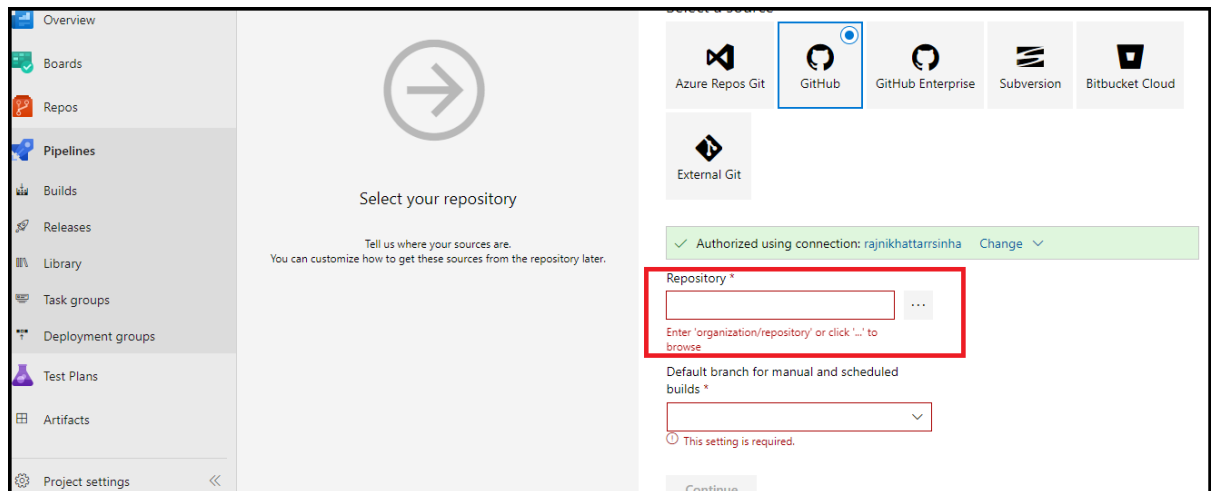 Overview
Boards
Repos
Pipelines
Builds
Releases
Library
Task groups
Deployment groups
Test Plans
Artifacts
Project settings
Select your repository
Tell us where your sources are.
You can customize how to get these sources from the repository later.
Select a source
Azure Repos Git
GitHub
GitHub Enterprise
Subversion
Bitbucket Cloud
External Git
Authorized using connection: rajnikhattarrsinha Change
Repository *
...
Enter 'organization/repository' or click '...' to
browse
Default branch for manual and scheduled
builds *
This setting is required.
Continue